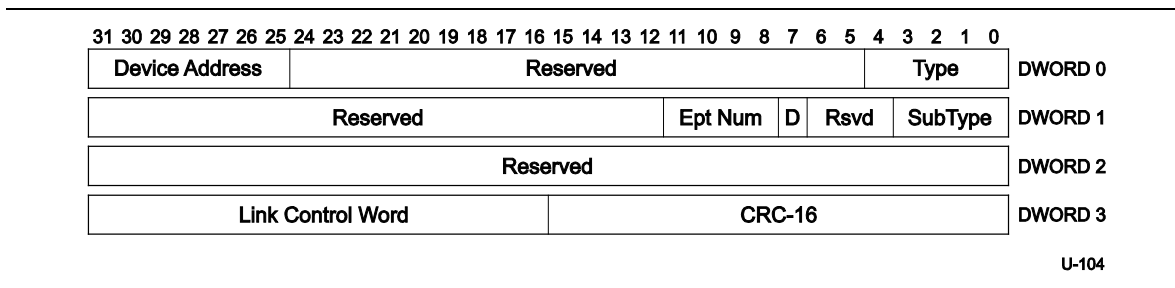 31 30 29 28 27 26 25 24 23 22 21 20 19 18 17 16 15 14 13 12 11 10 9 8 7 6 5 4 3 2 1 0
Device Address Reserved Type DWORD 0
Reserved Ept Num D Rsvd SubType DWORD 1
Reserved DWORD 2
Link Control Word CRC-16 DWORD 3
U-104